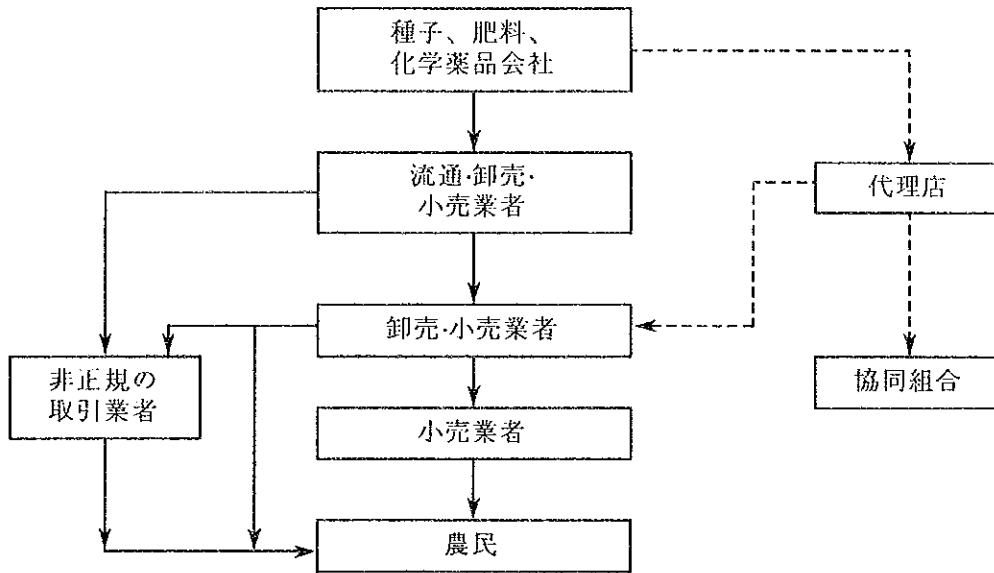 種子、肥料、
化学薬品会社
流通·卸売·
小売業者
代理店
卸売·小売業者
非正規の
取引業者
協同組合
小売業者
農民